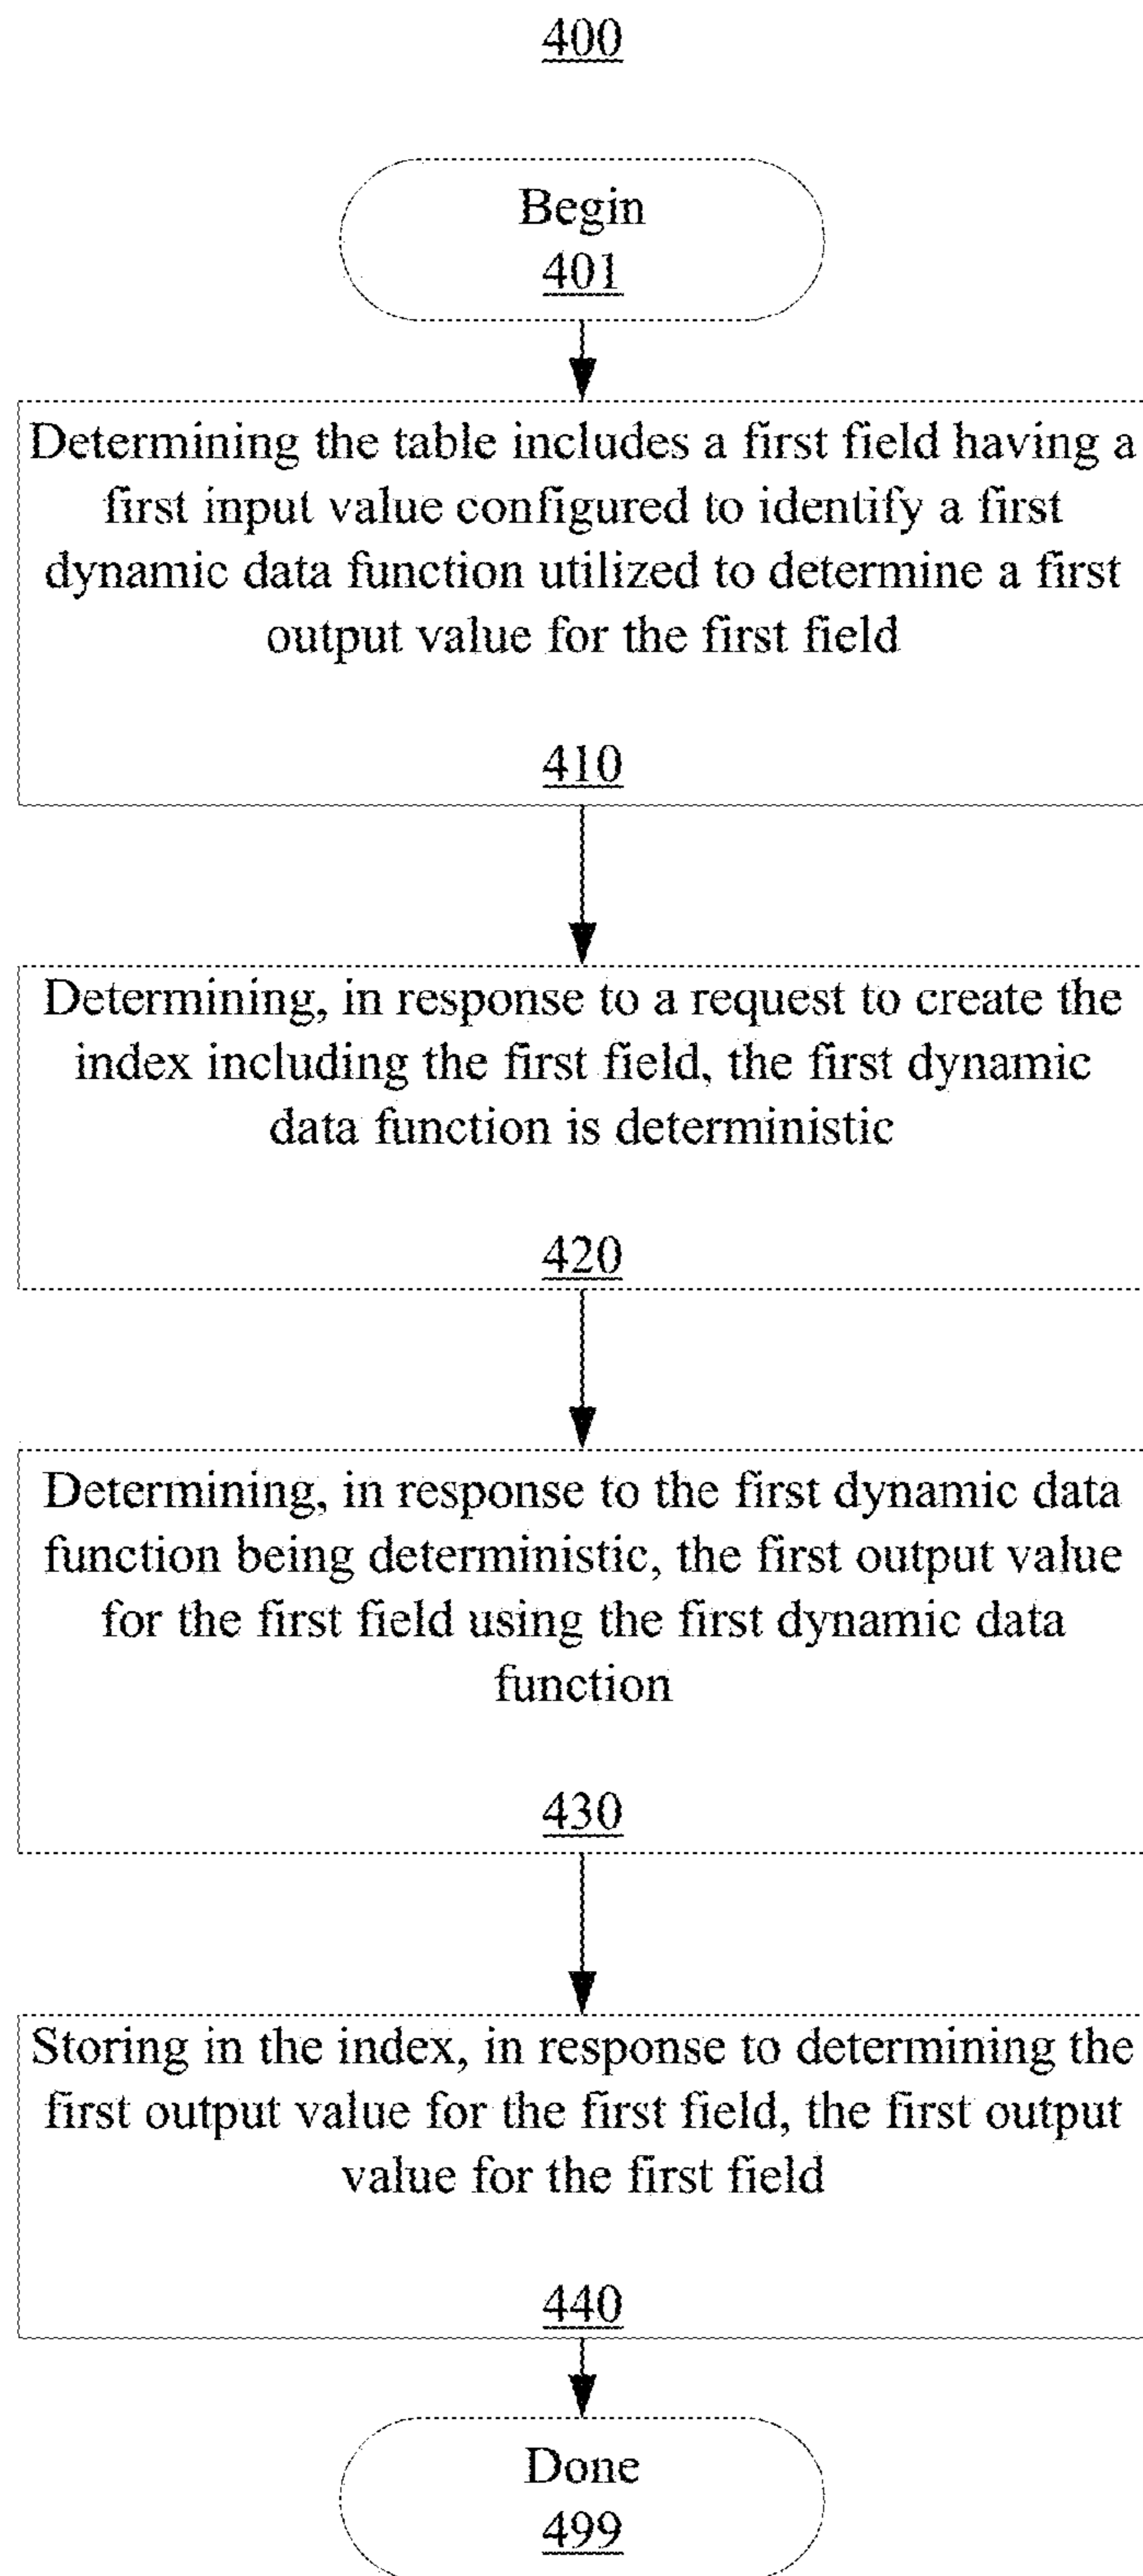 400
Begin
401
Determining the table includes a first field having a
first input value configured to identify a first
dynamic data function utilized to determine a first
output value for the first field
410
Determining, in response to a request to create the
index including the first field, the first dynamic
data function is deterministic
420
Determining, in response to the first dynamic data
function being deterministic, the first output value
for the first field using the first dynamic data
function
430
Storing in the index, in response to determining the
first output value for the first field, the first output
value for the first field
440
Done
499